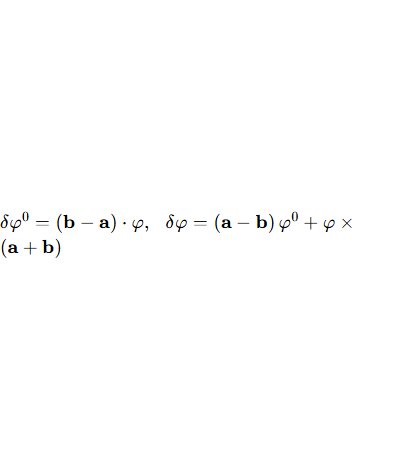 δφ⁰ = (𝐛 − 𝐚) · φ,   δφ = (𝐚 − 𝐛) φ⁰ + φ ×
(𝐚 + 𝐛)